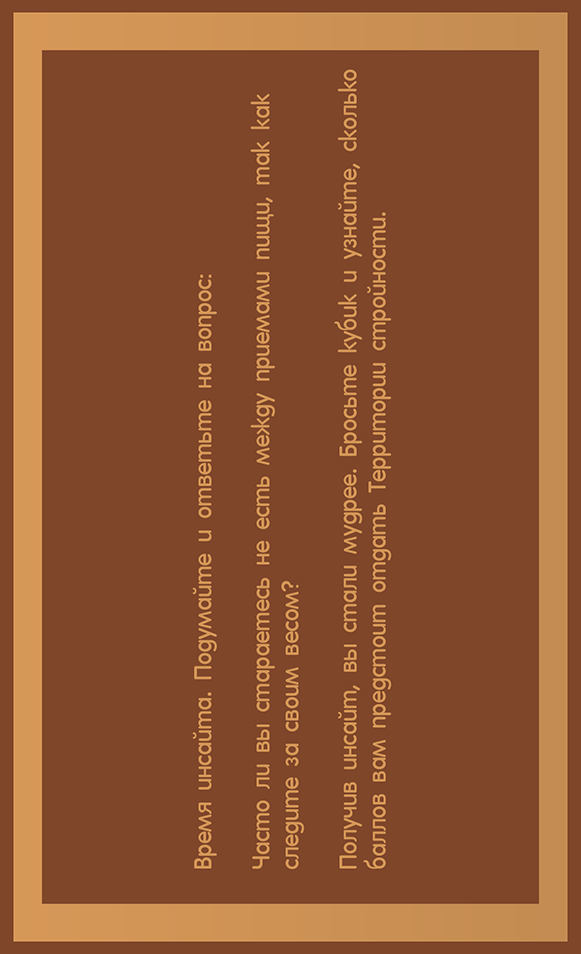 Время инсайта. Подумайте и ответьте на вопрос:
Часто ли вы стараетесь не есть между приемами пищи, так как
следите за своим весом?
Получив инсайт, вы стали мудрее. Бросьте кубик и узнайте, сколько
баллов вам предстоит отдать Территории стройности.